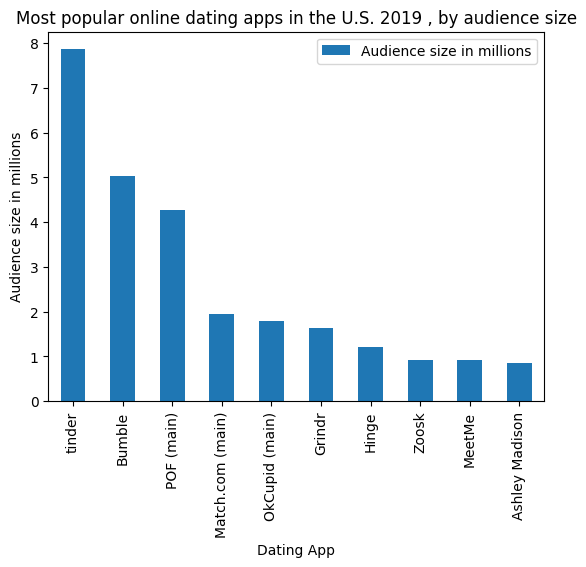 Most popular online dating apps in the U.S. 2019 , by audience size
Audience size in millions
8
7
6
5
4
3
2
1
0
Audience size in millions
tinder
Bumble
POF (main)
Match.com (main)
OkCupid (main)
Grindr
Hinge
Zoosk
MeetMe
Ashley Madison
Dating App